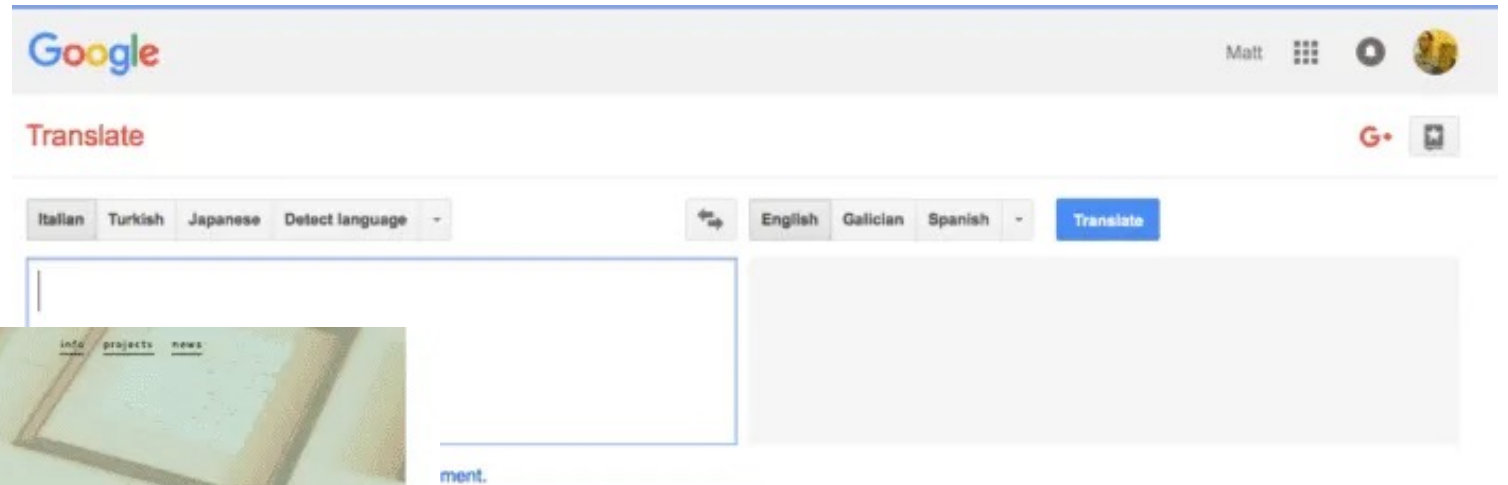 Google
Matt
Translate
G+
Italian Turkish Japanese Detect language
English Galician Spanish
Translate
info projects news
ment.